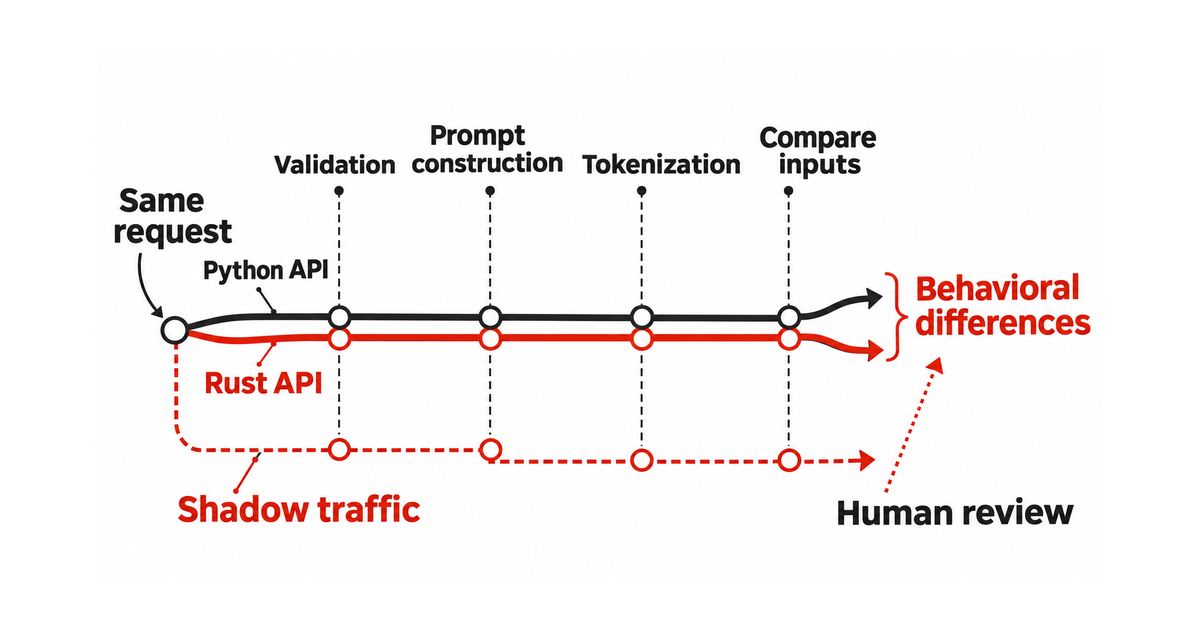 Same
request
Python API
Rust API
Validation
Prompt
construction
Tokenization
Compare
inputs
Behavioral
differences
Shadow traffic
Human review